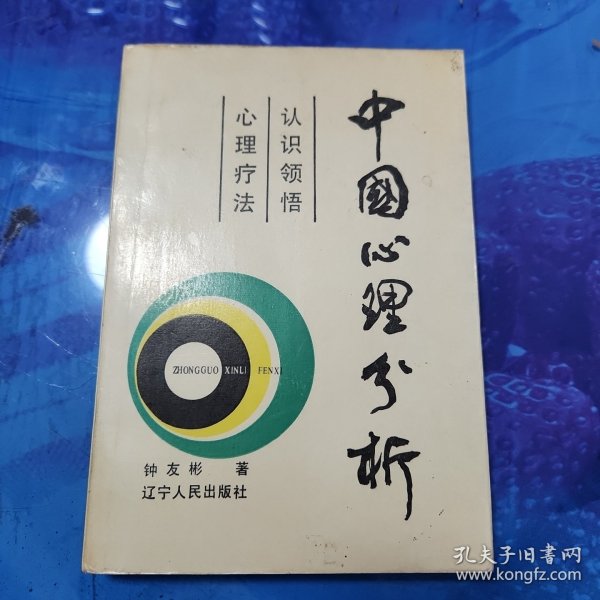 中國心理分析
认识领悟
心理疗法
ZHONGGUO XINLI FENXI
钟友彬 著
辽宁人民出版社
孔夫子旧书网
www.kongfz.com